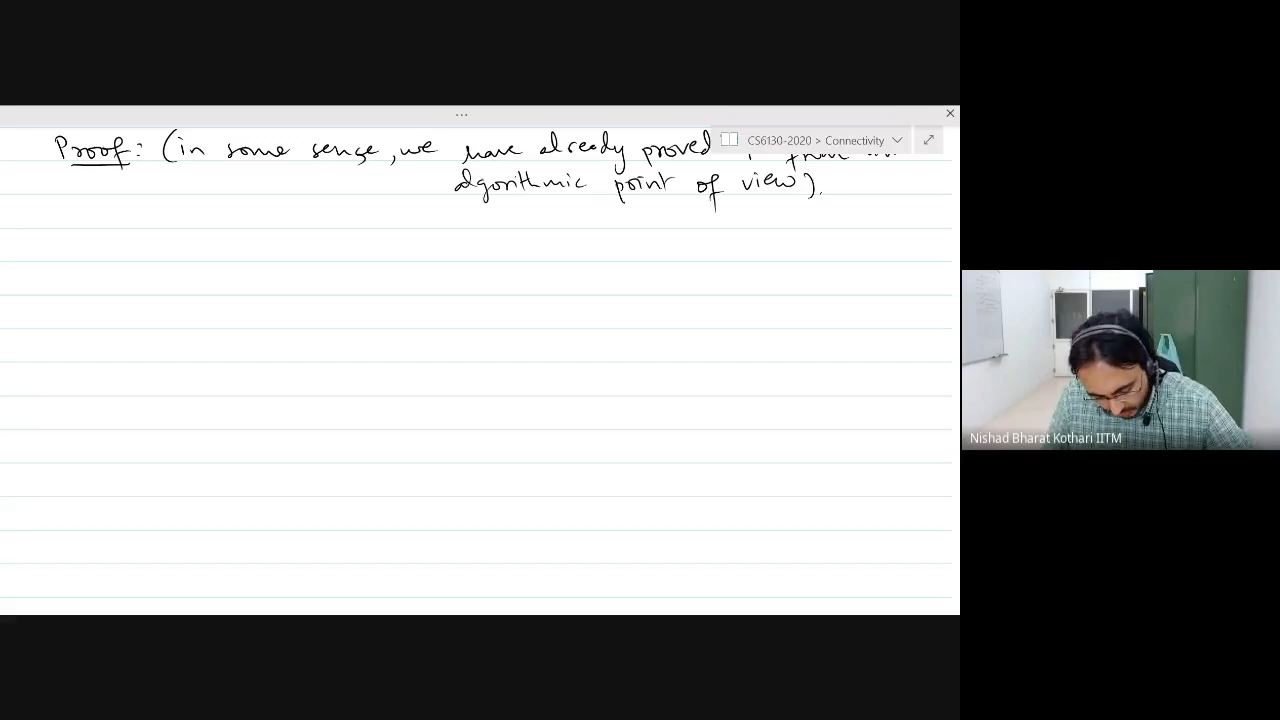 Proof: (in some sense, we have already proved
CS6130-2020 > Connectivity
algorithmic point of view).
Nishad Bharat Kothari IITM